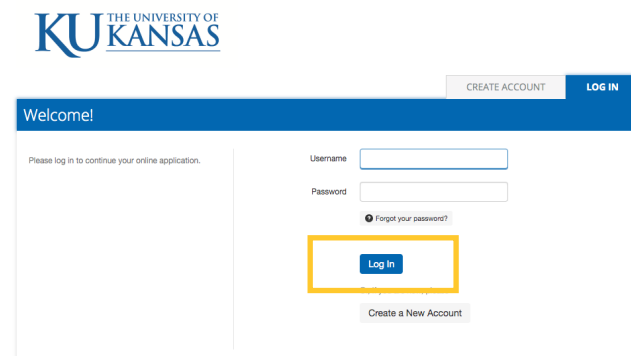 KU THE UNIVERSITY OF
KANSAS
CREATE ACCOUNT LOG IN
Welcome!
Please log in to continue your online application.
Username
Password
? Forgot your password?
Log In
Create a New Account